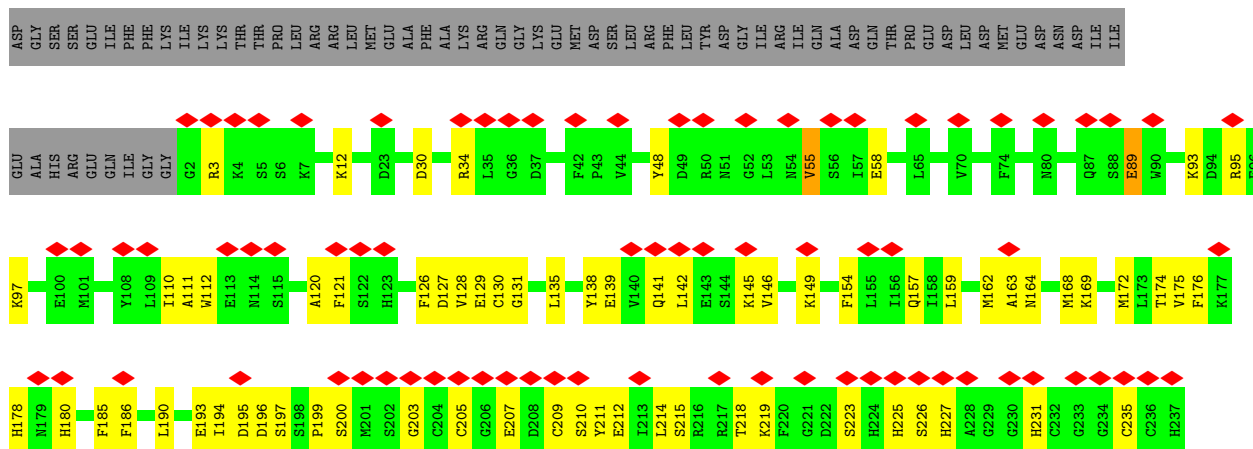 ASP GLY SER SER GLU ILE PHE PHE LYS ILE LYS LYS THR THR PRO LEU ARG ARG LEU MET GLU ALA PHE ALA LYS ARG GLN GLY LYS GLU MET ASP SER LEU ARG PHE LEU TYR ASP GLY ILE ARG ILE GLN ALA ASP GLN THR PRO GLU ASP LEU ASP MET GLU ASP ASN ASP ILE ILE
GLU ALA HIS ARG GLU GLN ILE GLY GLY G2 R3 K4 S5 S6 K7 K12 D23 D30 R34 L35 G36 D37 F42 P43 V44 Y48 D49 R50 N51 G52 L53 N54 V55 S56 I57 E58 L65 V70 F74 N80 Q87 S88 E89 W90 K93 D94 R95
K97 E100 M101 Y108 L109 I110 A111 W112 E113 N114 S115 A120 F121 S122 H123 F126 D127 V128 E129 C130 G131 L135 Y138 E139 V140 Q141 L142 E143 S144 K145 V146 K149 F154 L155 I156 Q157 I158 L159 M162 A163 N164 M168 K169 M172 L173 T174 V175 F176 K177
H178 N179 H180 F185 F186 L190 E193 I194 D195 D196 S197 S198 P199 S200 M201 S202 G203 C204 C205 G206 E207 D208 C209 S210 Y211 E212 I213 L214 S215 R216 R217 T218 K219 F220 G221 D222 S223 H224 H225 S226 H227 A228 G229 G230 H231 C232 G233 G234 C235 C236 H237